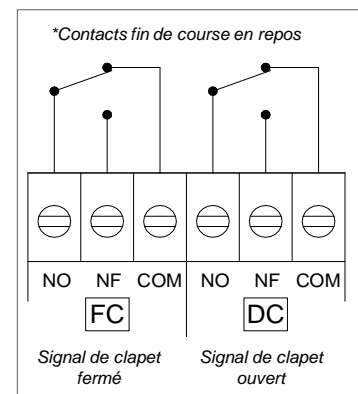 *Contacts fin de course en repos
NO NF COM NO NF COM
FC DC
Signal de clapet fermé
Signal de clapet ouvert